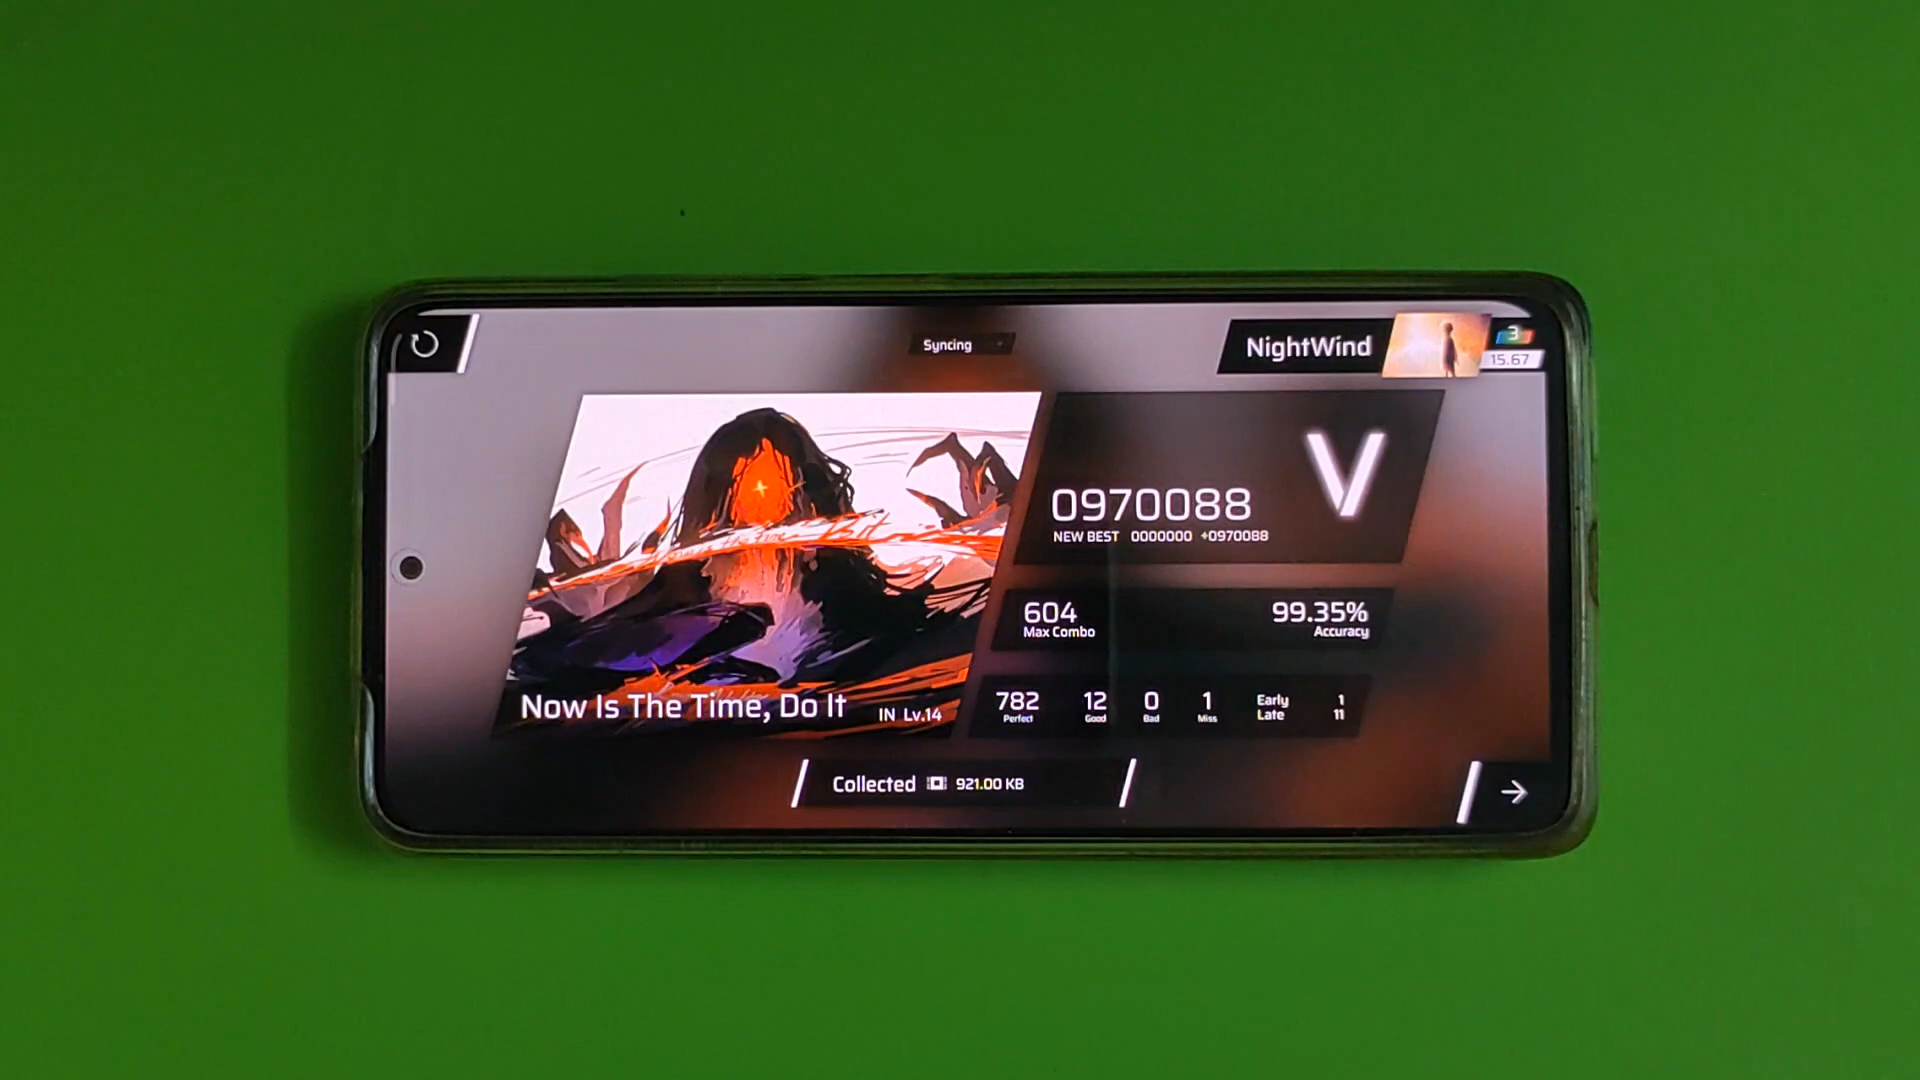 Syncing
NightWind
3
15.67
0970088
V
NEW BEST 0000000 +0970088
604
Max Combo
99.35%
Accuracy
Now Is The Time, Do It IN Lv.14
782 12 0 1
Perfect Good Bad Miss
Early 1
Late 11
Collected 921.00 KB